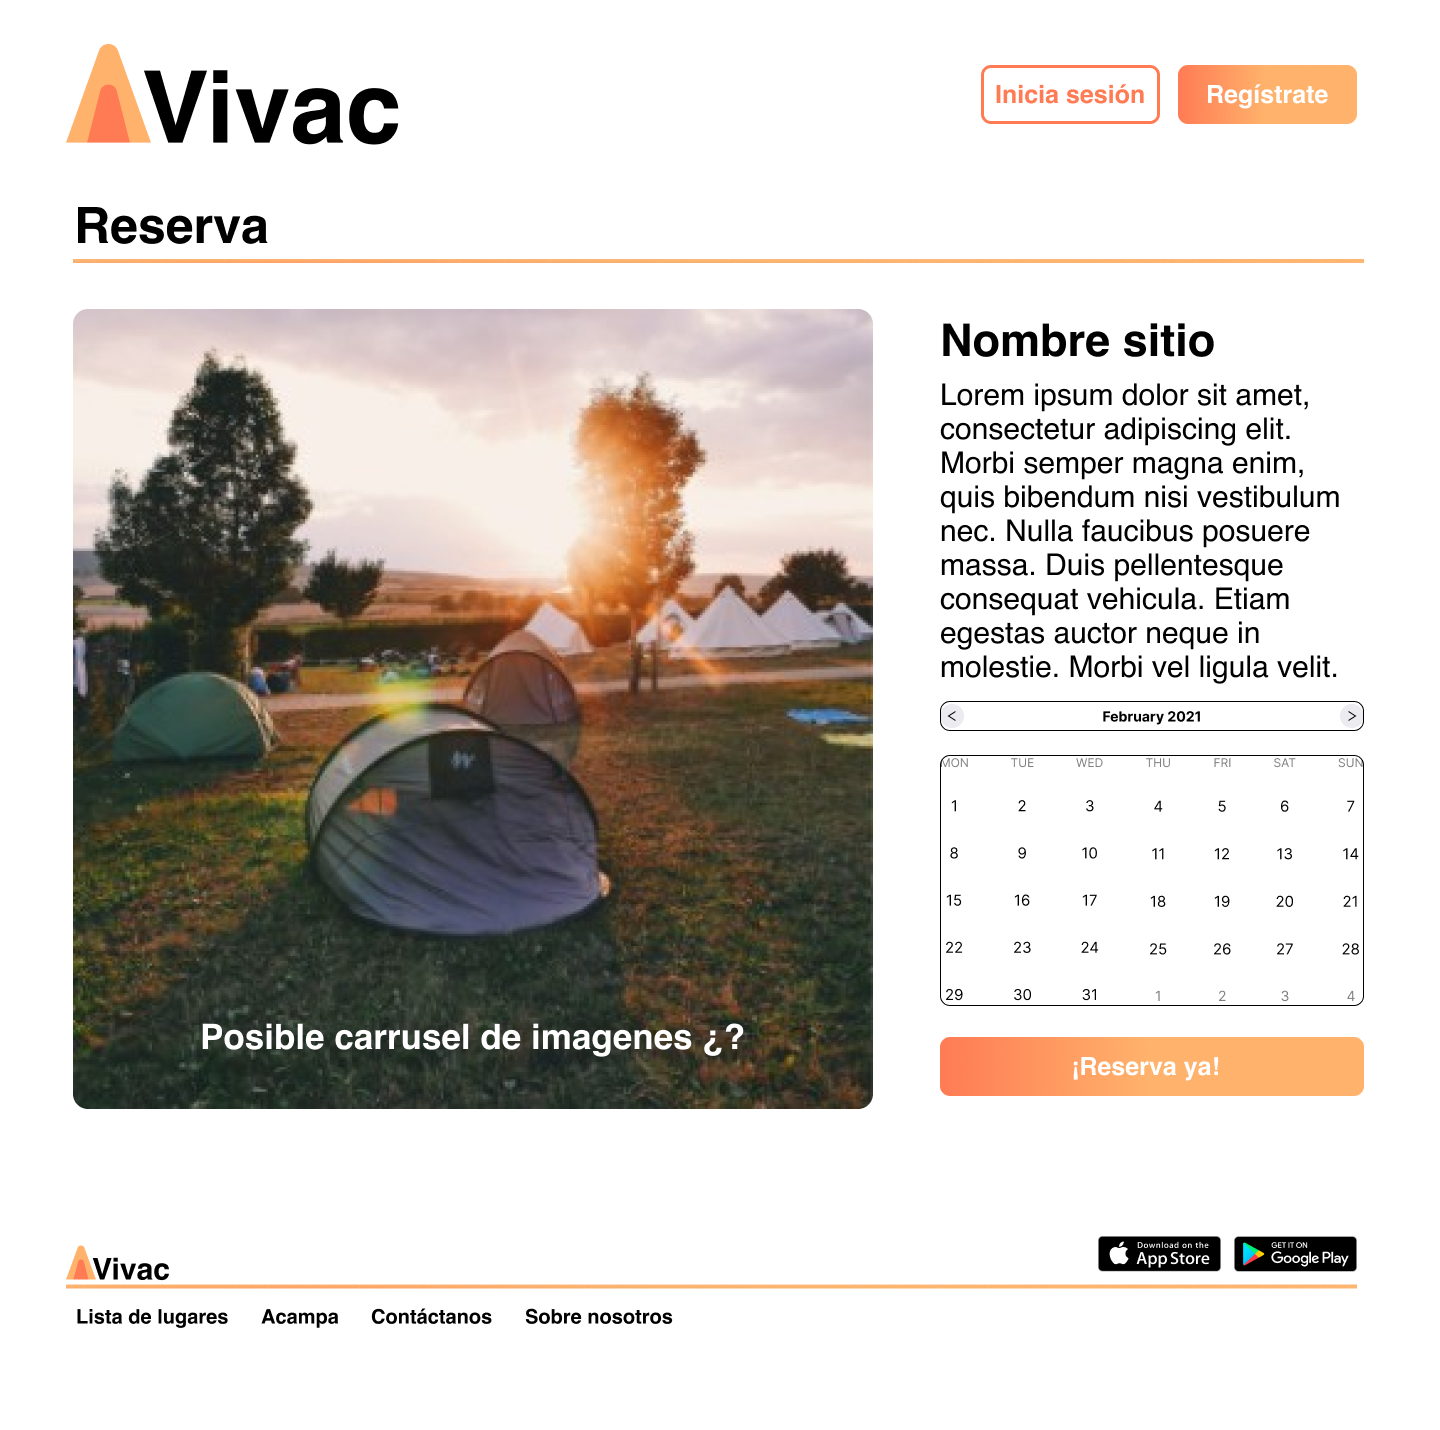 Vivac
Inicia sesión
Regístrate
Reserva
Nombre sitio
Lorem ipsum dolor sit amet,
consectetur adipiscing elit.
Morbi semper magna enim,
quis bibendum nisi vestibulum
nec. Nulla faucibus posuere
massa. Duis pellentesque
consequat vehicula. Etiam
egestas auctor neque in
molestie. Morbi vel ligula velit.
< February 2021 >
MON TUE WED THU FRI SAT SUN
1 2 3 4 5 6 7
8 9 10 11 12 13 14
15 16 17 18 19 20 21
22 23 24 25 26 27 28
29 30 31 1 2 3 4
Posible carrusel de imagenes ¿?
¡Reserva ya!
Vivac
Download on the
App Store
GET IT ON
Google Play
Lista de lugares Acampa Contáctanos Sobre nosotros